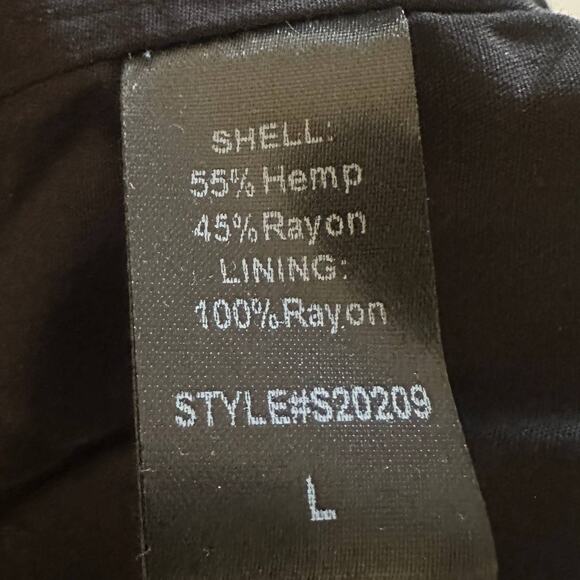 SHELL:
55% Hemp
45% Rayon
LINING:
100% Rayon
STYLE#S20209
L